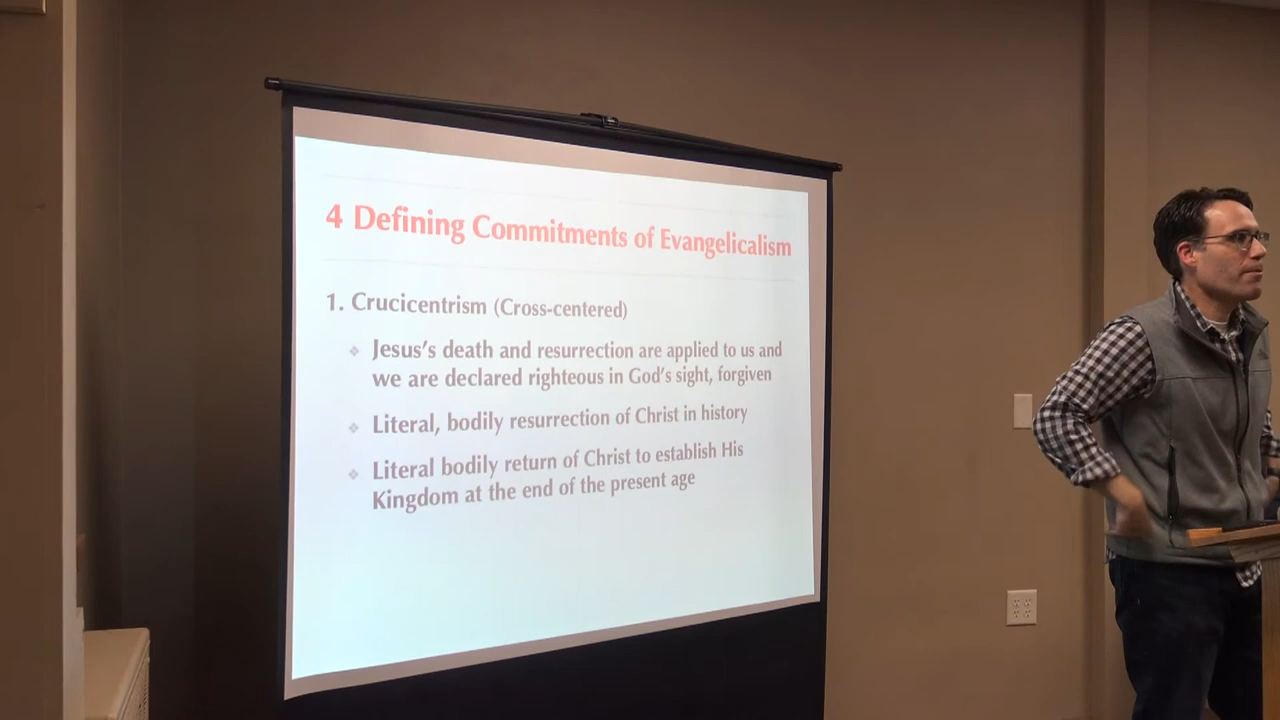 4 Defining Commitments of Evangelicalism
1. Crucicentrism (Cross-centered)
❖ Jesus's death and resurrection are applied to us and
we are declared righteous in God's sight, forgiven
❖ Literal, bodily resurrection of Christ in history
❖ Literal bodily return of Christ to establish His
Kingdom at the end of the present age